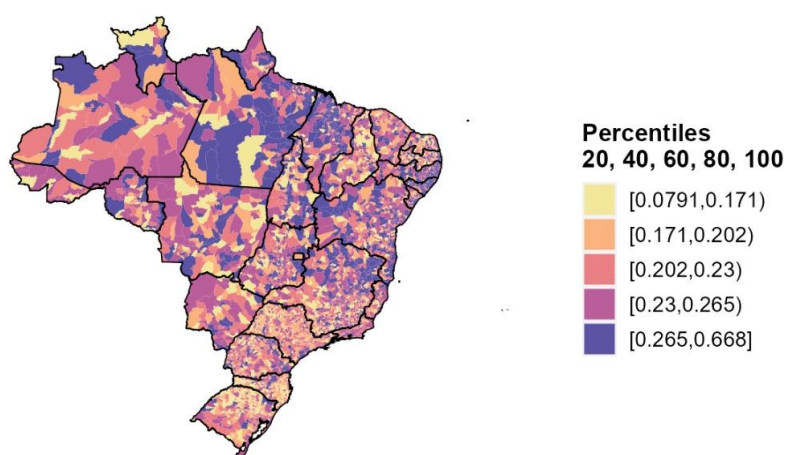 Percentiles
20, 40, 60, 80, 100
[0.0791,0.171)
[0.171,0.202)
[0.202,0.23)
[0.23,0.265)
[0.265,0.668]